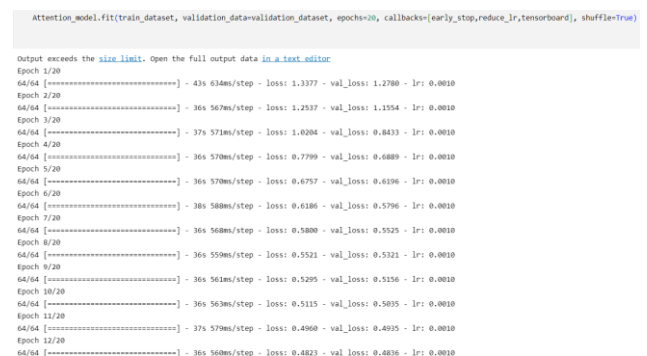 Attention_model.fit(train_dataset, validation_data=validation_dataset, epochs=20, callbacks=[early_stop,reduce_lr,tensorboard], shuffle=True)
Output exceeds the size limit. Open the full output data in a text editor
Epoch 1/20
64/64 [==============================] - 43s 634ms/step - loss: 1.3377 - val_loss: 1.2780 - lr: 0.0010
Epoch 2/20
64/64 [==============================] - 36s 567ms/step - loss: 1.2537 - val_loss: 1.1554 - lr: 0.0010
Epoch 3/20
64/64 [==============================] - 37s 571ms/step - loss: 1.0204 - val_loss: 0.8433 - lr: 0.0010
Epoch 4/20
64/64 [==============================] - 36s 570ms/step - loss: 0.7799 - val_loss: 0.6889 - lr: 0.0010
Epoch 5/20
64/64 [==============================] - 36s 570ms/step - loss: 0.6757 - val_loss: 0.6196 - lr: 0.0010
Epoch 6/20
64/64 [==============================] - 38s 588ms/step - loss: 0.6186 - val_loss: 0.5796 - lr: 0.0010
Epoch 7/20
64/64 [==============================] - 36s 568ms/step - loss: 0.5800 - val_loss: 0.5525 - lr: 0.0010
Epoch 8/20
64/64 [==============================] - 36s 559ms/step - loss: 0.5521 - val_loss: 0.5321 - lr: 0.0010
Epoch 9/20
64/64 [==============================] - 36s 561ms/step - loss: 0.5295 - val_loss: 0.5156 - lr: 0.0010
Epoch 10/20
64/64 [==============================] - 36s 563ms/step - loss: 0.5115 - val_loss: 0.5035 - lr: 0.0010
Epoch 11/20
64/64 [==============================] - 37s 579ms/step - loss: 0.4960 - val_loss: 0.4935 - lr: 0.0010
Epoch 12/20
64/64 [==============================] - 36s 560ms/step - loss: 0.4823 - val_loss: 0.4836 - lr: 0.0010